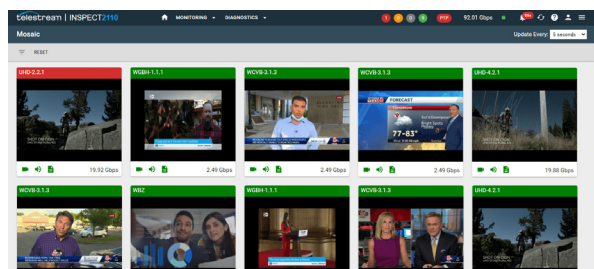 telestream | INSPECT2110
MONITORING
DIAGNOSTICS
PTP
92.01 Gbps
99+
Mosaic
Update Every: 5 seconds
RESET
UHD-2.2.1
WGBH-1.1.1
WCVB-3.1.3
WCVB-3.1.3
UHD-4.2.1
FORECAST
77-83°
19.92 Gbps
2.49 Gbps
2.49 Gbps
2.49 Gbps
19.88 Gbps
WCVB-3.1.3
WBZ
WGBH-1.1.1
WCVB-3.1.3
UHD-4.2.1